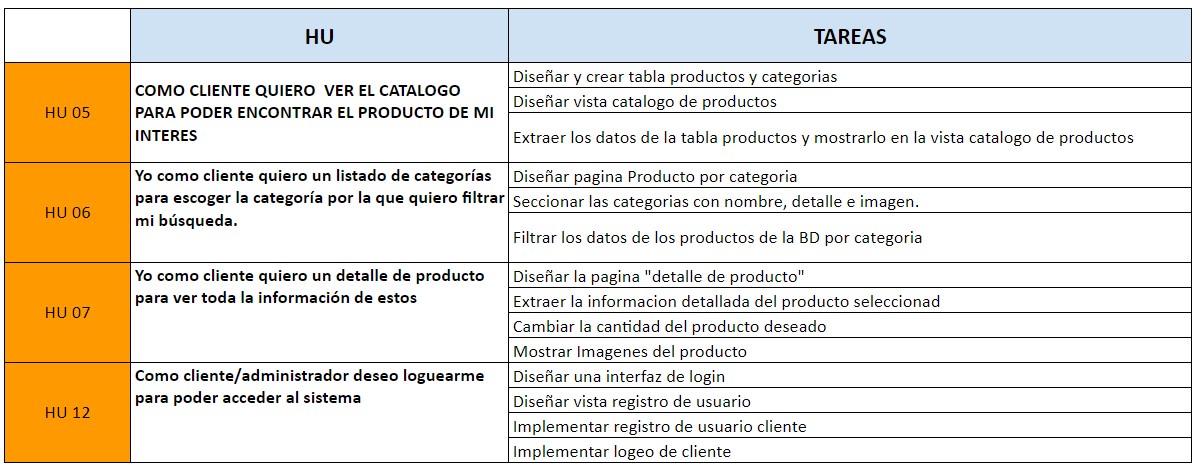 HU
TAREAS
HU 05
COMO CLIENTE QUIERO VER EL CATALOGO
PARA PODER ENCONTRAR EL PRODUCTO DE MI
INTERES
Diseñar y crear tabla productos y categorias
Diseñar vista catalogo de productos
Extraer los datos de la tabla productos y mostrarlo en la vista catalogo de productos
HU 06
Yo como cliente quiero un listado de categorías
para escoger la categoría por la que quiero filtrar
mi búsqueda.
Diseñar pagina Producto por categoria
Seccionar las categorias con nombre, detalle e imagen.
Filtrar los datos de los productos de la BD por categoria
HU 07
Yo como cliente quiero un detalle de producto
para ver toda la información de estos
Diseñar la pagina "detalle de producto"
Extraer la informacion detallada del producto seleccionad
Cambiar la cantidad del producto deseado
Mostrar Imagenes del producto
HU 12
Como cliente/administrador deseo loguearme
para poder acceder al sistema
Diseñar una interfaz de login
Diseñar vista registro de usuario
Implementar registro de usuario cliente
Implementar logeo de cliente